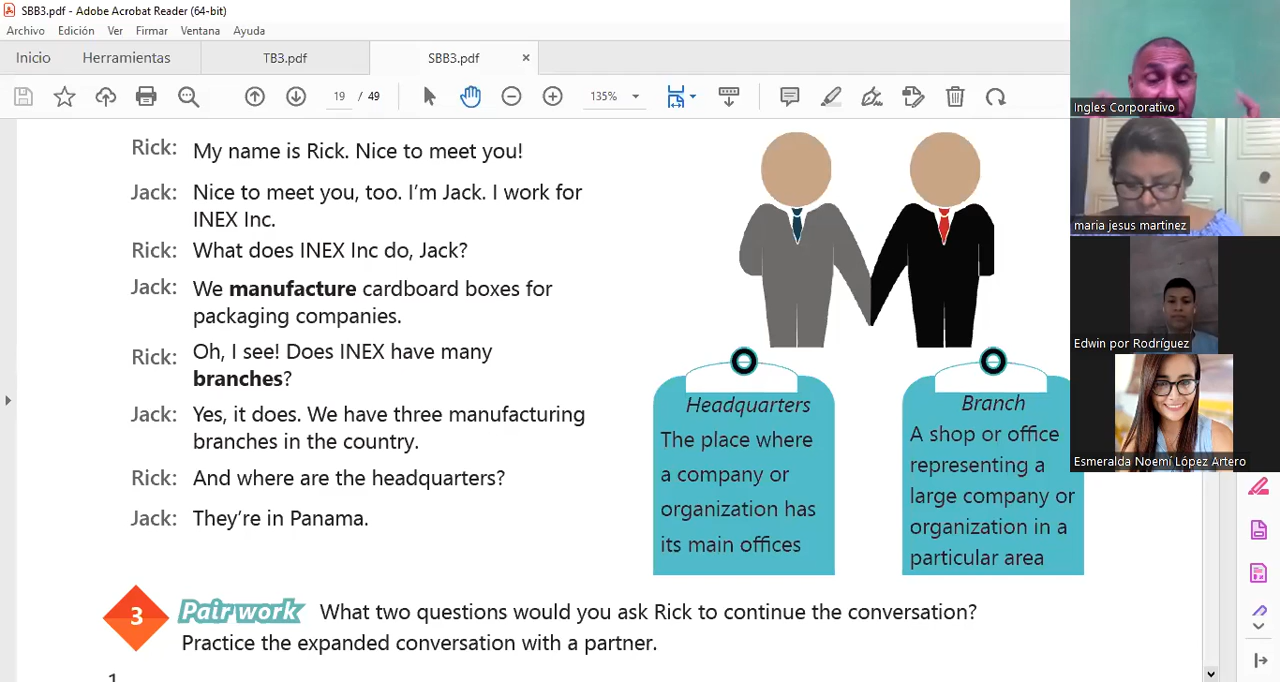 SBB3.pdf - Adobe Acrobat Reader (64-bit)
Archivo Edición Ver Firmar Ventana Ayuda
Inicio Herramientas TB3.pdf SBB3.pdf ×
19 / 49 135%
Rick: My name is Rick. Nice to meet you!
Jack: Nice to meet you, too. I'm Jack. I work for
INEX Inc.
Rick: What does INEX Inc do, Jack?
Jack: We manufacture cardboard boxes for
packaging companies.
Rick: Oh, I see! Does INEX have many
branches?
Jack: Yes, it does. We have three manufacturing
branches in the country.
Rick: And where are the headquarters?
Jack: They're in Panama.
Headquarters
The place where
a company or
organization has
its main offices
Branch
A shop or office
representing a
large company or
organization in a
particular area
3 Pair work What two questions would you ask Rick to continue the conversation?
Practice the expanded conversation with a partner.
Ingles Corporativo
maria jesus martinez
Edwin por Rodríguez
Esmeralda Noemí López Artero